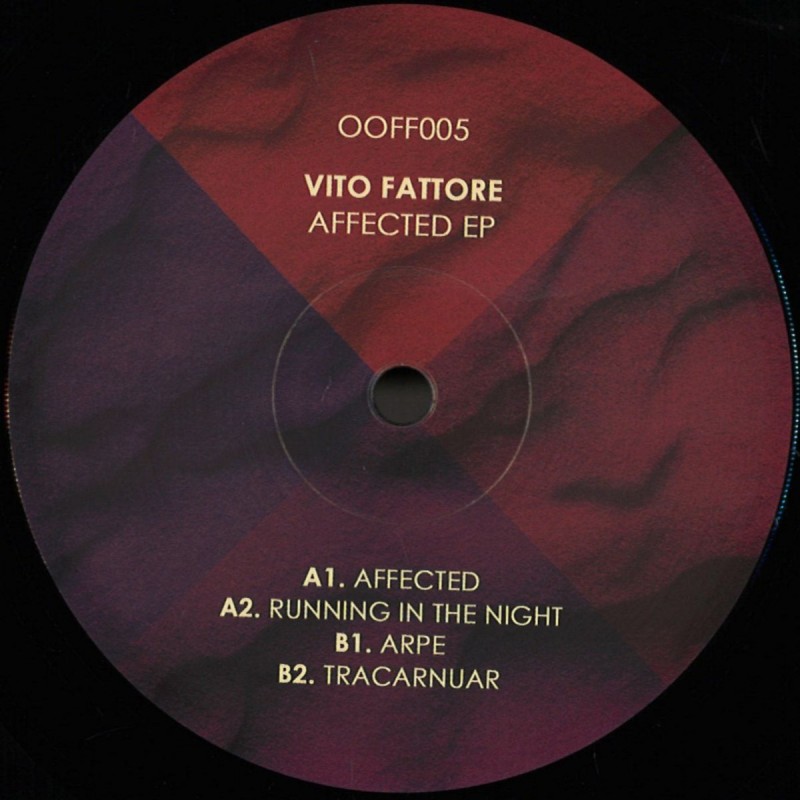 OOFF005
VITO FATTORE
AFFECTED EP
A1. AFFECTED
A2. RUNNING IN THE NIGHT
B1. ARPE
B2. TRACARNUAR